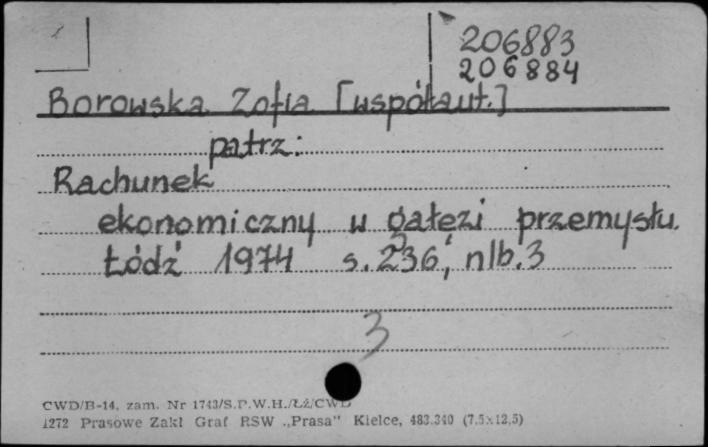 206883
206884
Borowska Zofia [współaut.]
patrz:
Rachunek
ekonomiczny w gałęzi przemysłu.
Łódź 1974 s.236, nlb.3
3
CWD/B-14, zam. Nr 1743/S.P.W.H./Łź/CWD
1272 Prasowe Zakł Graf RSW „Prasa" Kielce, 483.340 (7,5x12,5)